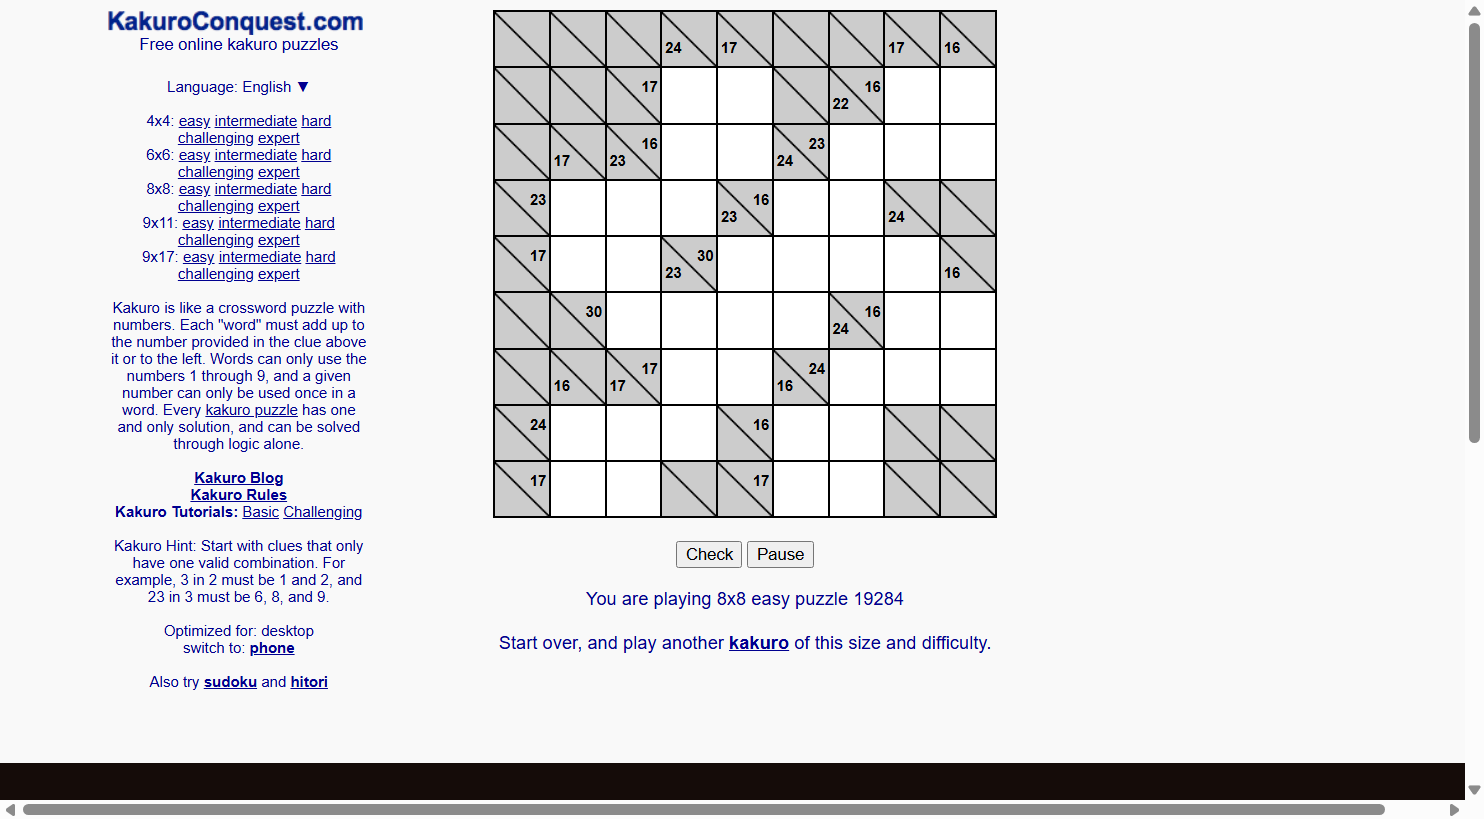 KakuroConquest.com
Free online kakuro puzzles
Language: English ▼
4x4: easy intermediate hard
challenging expert
6x6: easy intermediate hard
challenging expert
8x8: easy intermediate hard
challenging expert
9x11: easy intermediate hard
challenging expert
9x17: easy intermediate hard
challenging expert
Kakuro is like a crossword puzzle with
numbers. Each "word" must add up to
the number provided in the clue above
it or to the left. Words can only use the
numbers 1 through 9, and a given
number can only be used once in a
word. Every kakuro puzzle has one
and only solution, and can be solved
through logic alone.
Kakuro Blog
Kakuro Rules
Kakuro Tutorials: Basic Challenging
Kakuro Hint: Start with clues that only
have one valid combination. For
example, 3 in 2 must be 1 and 2, and
23 in 3 must be 6, 8, and 9.
Optimized for: desktop
switch to: phone
Also try sudoku and hitori
24 17 17 16
17 16
22
16 23
17 23 24
23 16
23 24
17 30
23 16
30 16
24
17 24
16 17 16
24 16
17 17
Check Pause
You are playing 8x8 easy puzzle 19284
Start over, and play another kakuro of this size and difficulty.